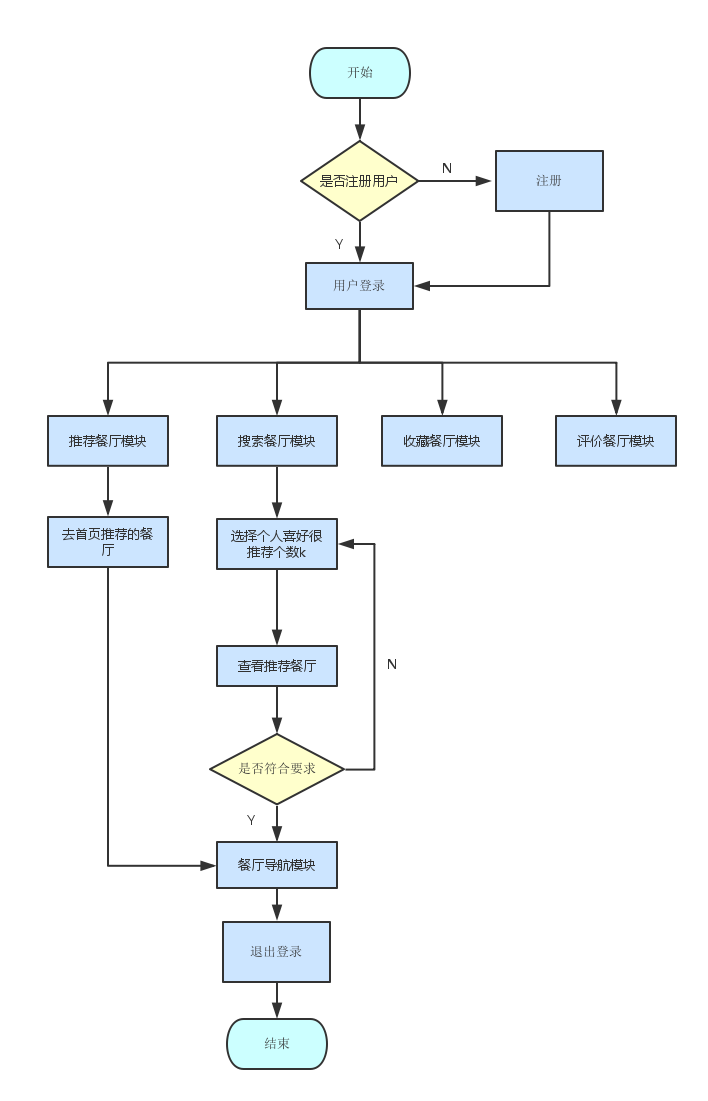 开始
是否注册用户
N
注册
Y
用户登录
推荐餐厅模块
搜索餐厅模块
收藏餐厅模块
评价餐厅模块
去首页推荐的餐
厅
选择个人喜好很
推荐个数k
查看推荐餐厅
N
是否符合要求
Y
餐厅导航模块
退出登录
结束